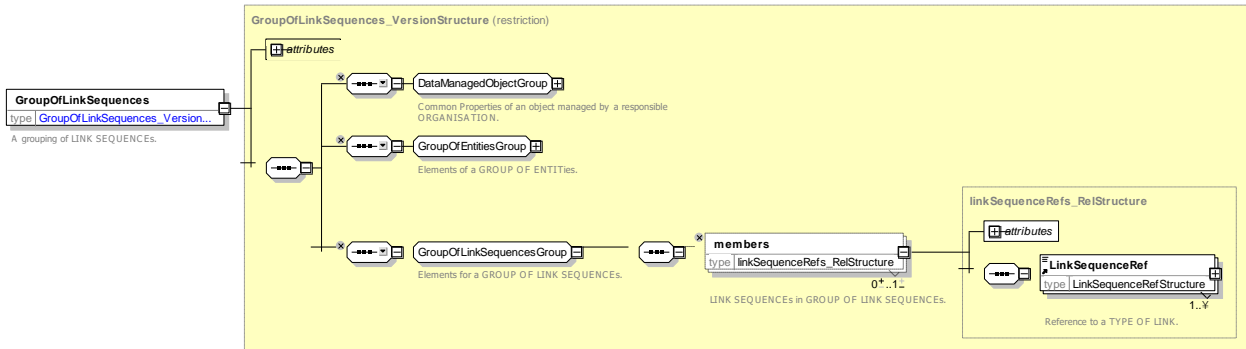 GroupOfLinkSequences_VersionStructure (restriction)
attributes
GroupOfLinkSequences
type GroupOfLinkSequences_Version...
A grouping of LINK SEQUENCEs.
DataManagedObjectGroup
Common Properties of an object managed by a responsible
ORGANISATION.
GroupOfEntitiesGroup
Elements of a GROUP OF ENTITies.
GroupOfLinkSequencesGroup
Elements for a GROUP OF LINK SEQUENCES.
members
type linkSequenceRefs_RelStructure
0..1
LINK SEQUENCEs in GROUP OF LINK SEQUENCES.
linkSequenceRefs_RelStructure
attributes
LinkSequenceRef
type LinkSequenceRefStructure
1..¥
Reference to a TYPE OF LINK.